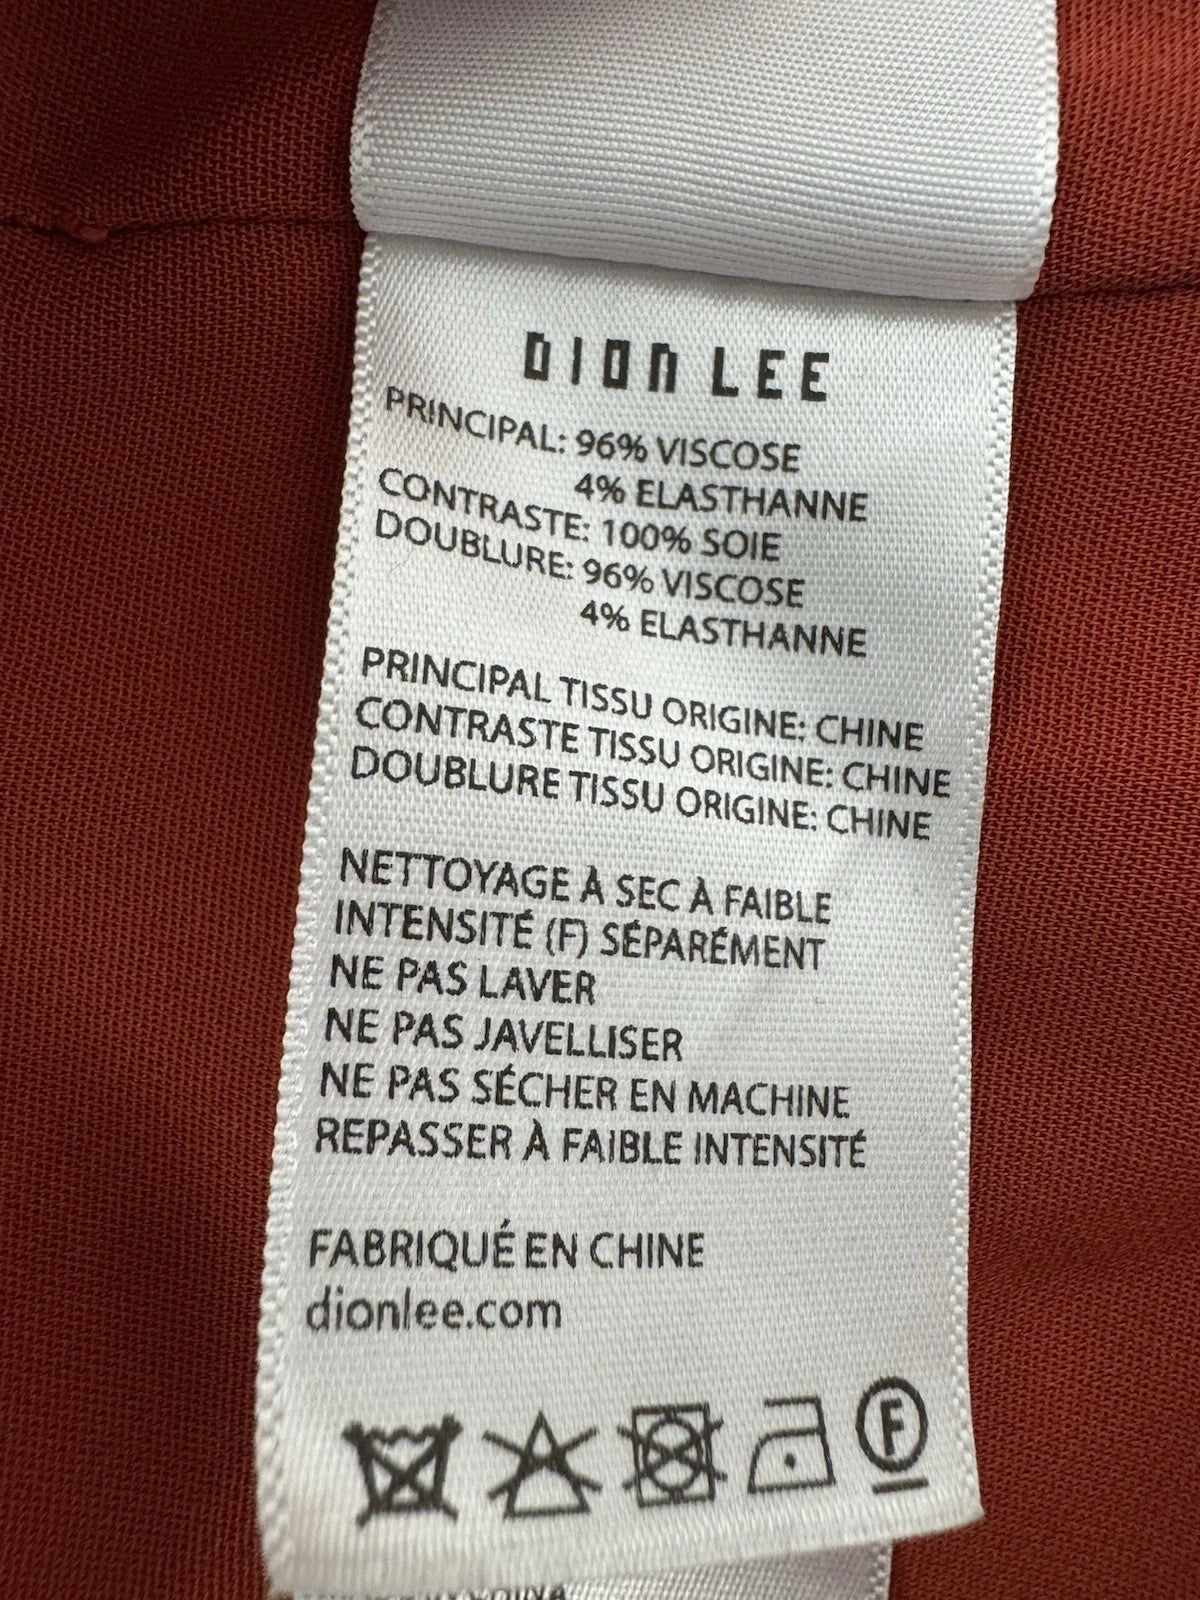 DION LEE
PRINCIPAL: 96% VISCOSE
4% ELASTHANNE
CONTRASTE: 100% SOIE
DOUBLURE: 96% VISCOSE
4% ELASTHANNE
PRINCIPAL TISSU ORIGINE: CHINE
CONTRASTE TISSU ORIGINE: CHINE
DOUBLURE TISSU ORIGINE: CHINE
NETTOYAGE À SEC À FAIBLE
INTENSITÉ (F) SÉPARÉMENT
NE PAS LAVER
NE PAS JAVELLISER
NE PAS SÉCHER EN MACHINE
REPASSER À FAIBLE INTENSITÉ
FABRIQUÉ EN CHINE
dionlee.com
F